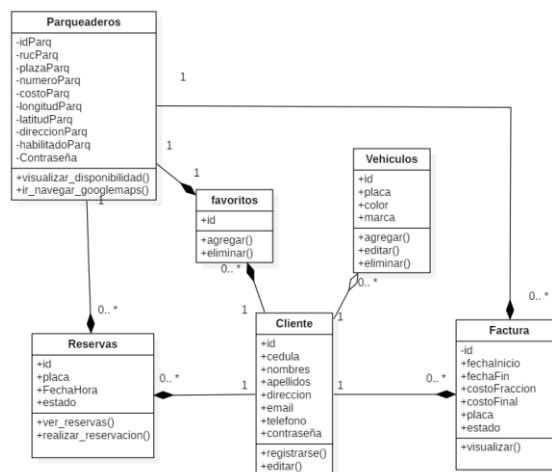 Parqueaderos
-idParq
-rucParq
-plazaParq
-numeroParq
-costoParq
-longitudParq
-latitudParq
-direccionParq
-habilitadoParq
-Contraseña
+visualizar_disponibilidad()
+ir_navegar_googlemaps()
1
1
1
1
favoritos
+id
+agregar()
+eliminar()
0.. *
1
Vehiculos
+id
+placa
+color
+marca
+agregar()
+editar()
+eliminar()
0.. *
1
0.. *
Reservas
+id
+placa
+FechaHora
+estado
+ver_reservas()
+realizar_reservacion()
0.. *
1
Cliente
+id
+cedula
+nombres
+apellidos
+direccion
+email
+telefono
+contraseña
+registrarse()
+editar()
1
0.. *
0.. *
Factura
-id
+fechaInicio
+fechaFin
+costoFraccion
+costoFinal
+placa
+estado
+visualizar()